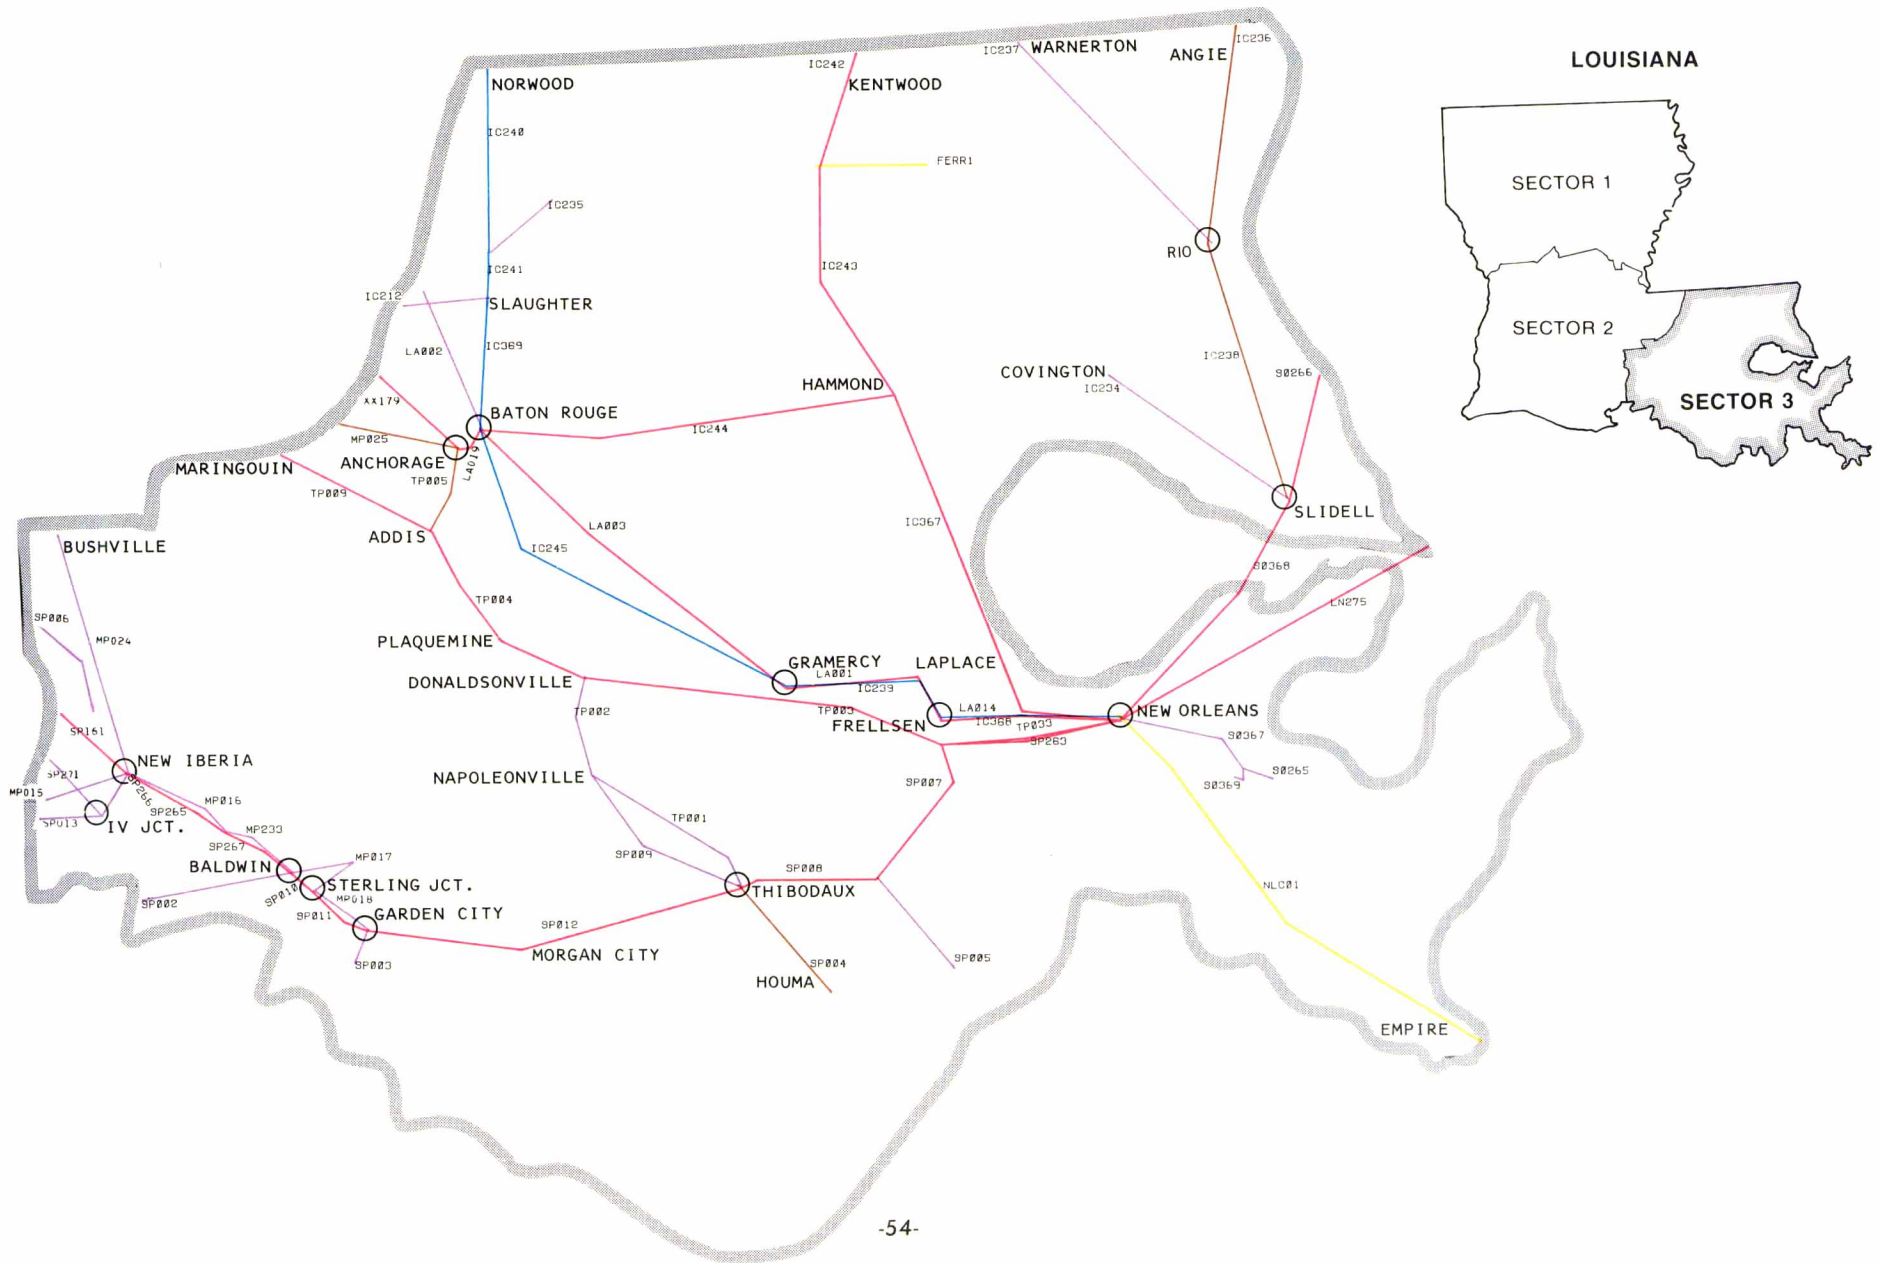 IC236
IC237 WARNERTON
ANGIE
LOUISIANA
IC242
NORWOOD
KENTWOOD
IC240
FERR1
SECTOR 1
IC235
RIO
IC241
IC243
IC212
SLAUGHTER
SECTOR 2
LA002
IC369
IC238
COVINGTON
IC234
S0266
HAMMOND
XX179
SECTOR 3
BATON ROUGE
IC244
MP025
ANCHORAGE
LA019
MARINGOUIN
TP005
TP009
SLIDELL
LA003
IC367
ADDIS
BUSHVILLE
IC245
S0368
TP004
LN275
SP006
MP024
PLAQUEMINE
GRAMERCY
LAPLACE
LA001
DONALDSONVILLE
IC239
TP002
TP003
LA014
NEW ORLEANS
FRELLSEN
IC368
TP033
SP161
SP263
S0367
NEW IBERIA
SP271
NAPOLEONVILLE
S0265
SP266
SP007
S0369
MP015
MP016
SP265
SP013
IV JCT.
TP001
MP233
SP267
SP009
MP017
BALDWIN
SP008
STERLING JCT.
SP010
THIBODAUX
NLC01
SP002
MP018
SP011
GARDEN CITY
SP012
MORGAN CITY
SP003
SP004
SP005
HOUMA
EMPIRE
-54-